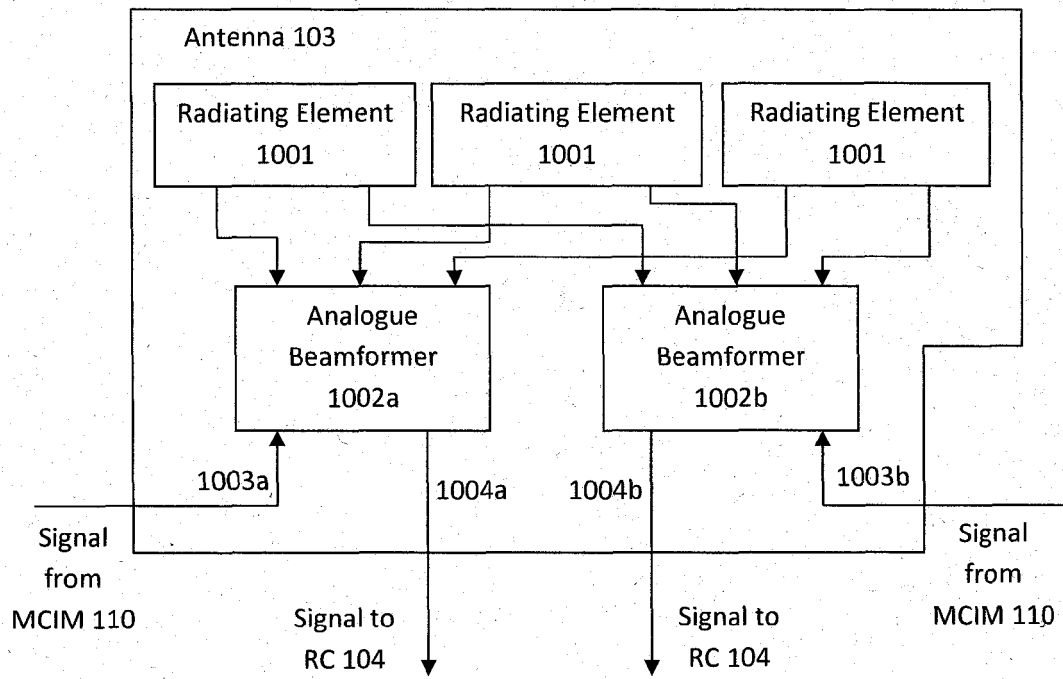 Antenna 103
Radiating Element
1001
Radiating Element
1001
Radiating Element
1001
Analogue
Beamformer
1002a
Analogue
Beamformer
1002b
1003a
1004a
1004b
1003b
Signal
from
MCIM 110
Signal to
RC 104
Signal to
RC 104
Signal
from
MCIM 110